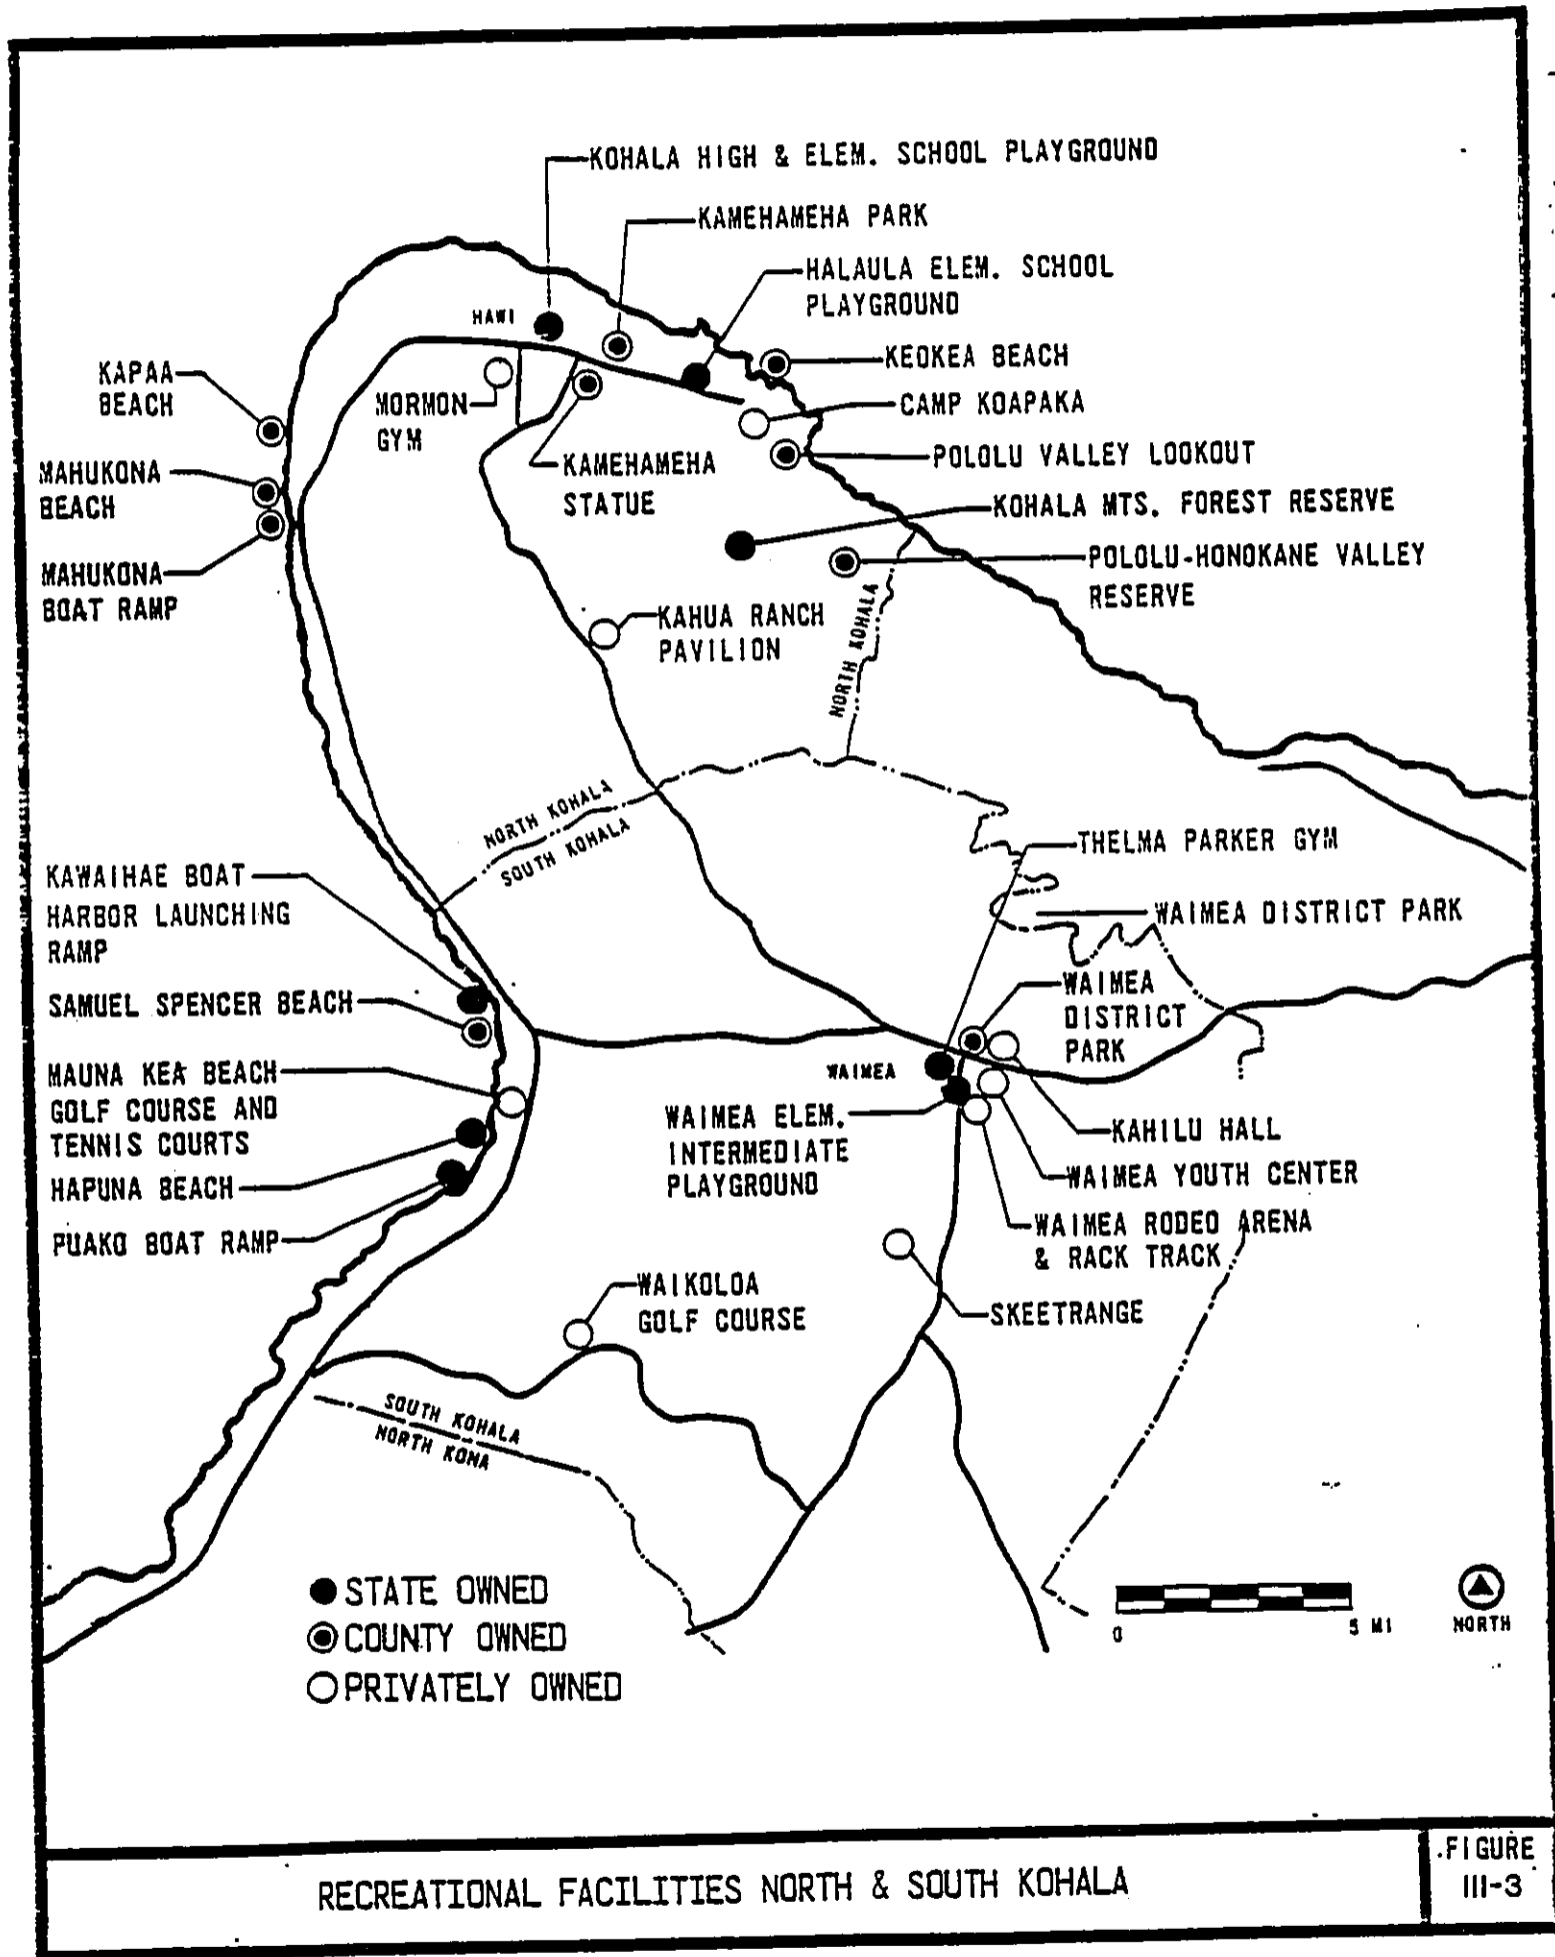 KOHALA HIGH & ELEM. SCHOOL PLAYGROUND
KAMEHAMEHA PARK
HALAULA ELEM. SCHOOL
PLAYGROUND
HAWI
KEOKEA BEACH
KAPAA
BEACH
MORMON
GYM
CAMP KOAPAKA
KAMEHAMEHA
STATUE
POLOLU VALLEY LOOKOUT
MAHUKONA
BEACH
KOHALA MTS. FOREST RESERVE
MAHUKONA
BOAT RAMP
POLOLU-HONOKANE VALLEY
RESERVE
KAHUA RANCH
PAVILION
NORTH KOHALA
NORTH KOHALA
SOUTH KOHALA
THELMA PARKER GYM
KAWAIHAE BOAT
HARBOR LAUNCHING
RAMP
WAIMEA DISTRICT PARK
SAMUEL SPENCER BEACH
WAIMEA
DISTRICT
PARK
MAUNA KEA BEACH
GOLF COURSE AND
TENNIS COURTS
WAIMEA
WAIMEA ELEM.
INTERMEDIATE
PLAYGROUND
KAHILU HALL
HAPUNA BEACH
WAIMEA YOUTH CENTER
PUAKO BOAT RAMP
WAIMEA RODEO ARENA
& RACK TRACK
WAIKOLOA
GOLF COURSE
SKEETRANGE
SOUTH KOHALA
NORTH KONA
STATE OWNED
COUNTY OWNED
PRIVATELY OWNED
0 5 MI
NORTH
RECREATIONAL FACILITIES NORTH & SOUTH KOHALA
FIGURE
III-3